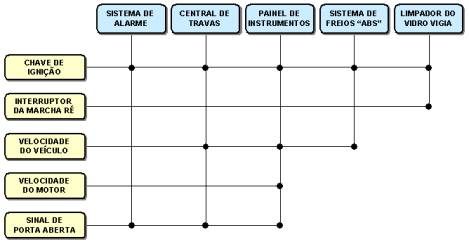 SISTEMA DE
ALARME
CENTRAL DE
TRAVAS
PAINEL DE
INSTRUMENTOS
SISTEMA DE
FREIOS “ABS”
LIMPADOR DO
VIDRO VIGIA
CHAVE DE
IGNIÇÃO
INTERRUPTOR
DA MARCHA RÉ
VELOCIDADE
DO VEÍCULO
VELOCIDADE
DO MOTOR
SINAL DE
PORTA ABERTA